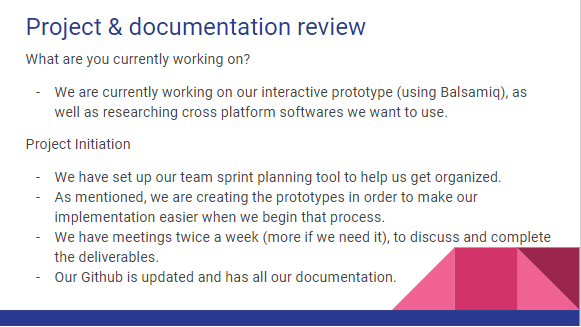 Project & documentation review
What are you currently working on?
- We are currently working on our interactive prototype (using Balsamiq), as
well as researching cross platform softwares we want to use.
Project Initiation
- We have set up our team sprint planning tool to help us get organized.
- As mentioned, we are creating the prototypes in order to make our
implementation easier when we begin that process.
- We have meetings twice a week (more if we need it), to discuss and complete
the deliverables.
- Our Github is updated and has all our documentation.